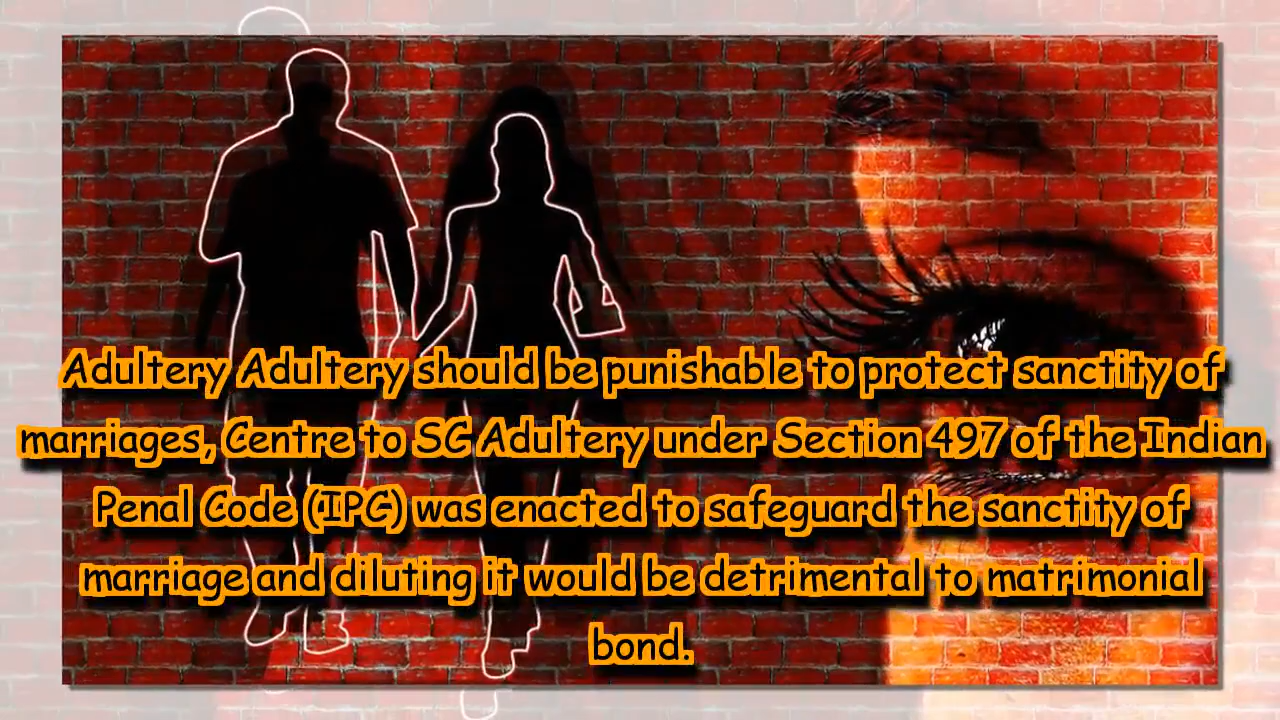 Adultery Adultery should be punishable to protect sanctity of
marriages, Centre to SC Adultery under Section 497 of the Indian
Penal Code (IPC) was enacted to safeguard the sanctity of
marriage and diluting it would be detrimental to matrimonial
bond.